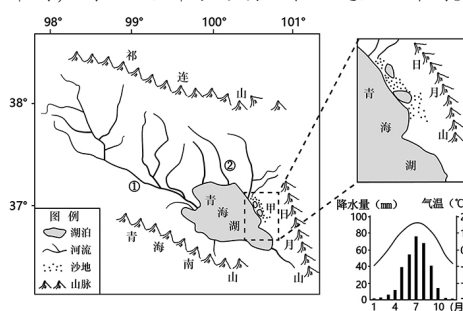 98° 99° 100° 101°
祁连山
38°
37°
①
②
青海湖
甲
日月山
青海南山
图例
湖泊
河流
沙地
山脉
日月山
青海湖
降水量(mm) 气温(℃
100
80
60
40
20
0
1 4 7 10 (月